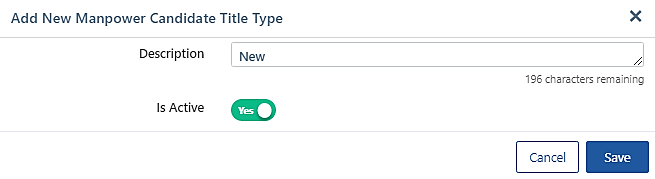 Add New Manpower Candidate Title Type
Description
New
196 characters remaining
Is Active
Yes
Cancel
Save